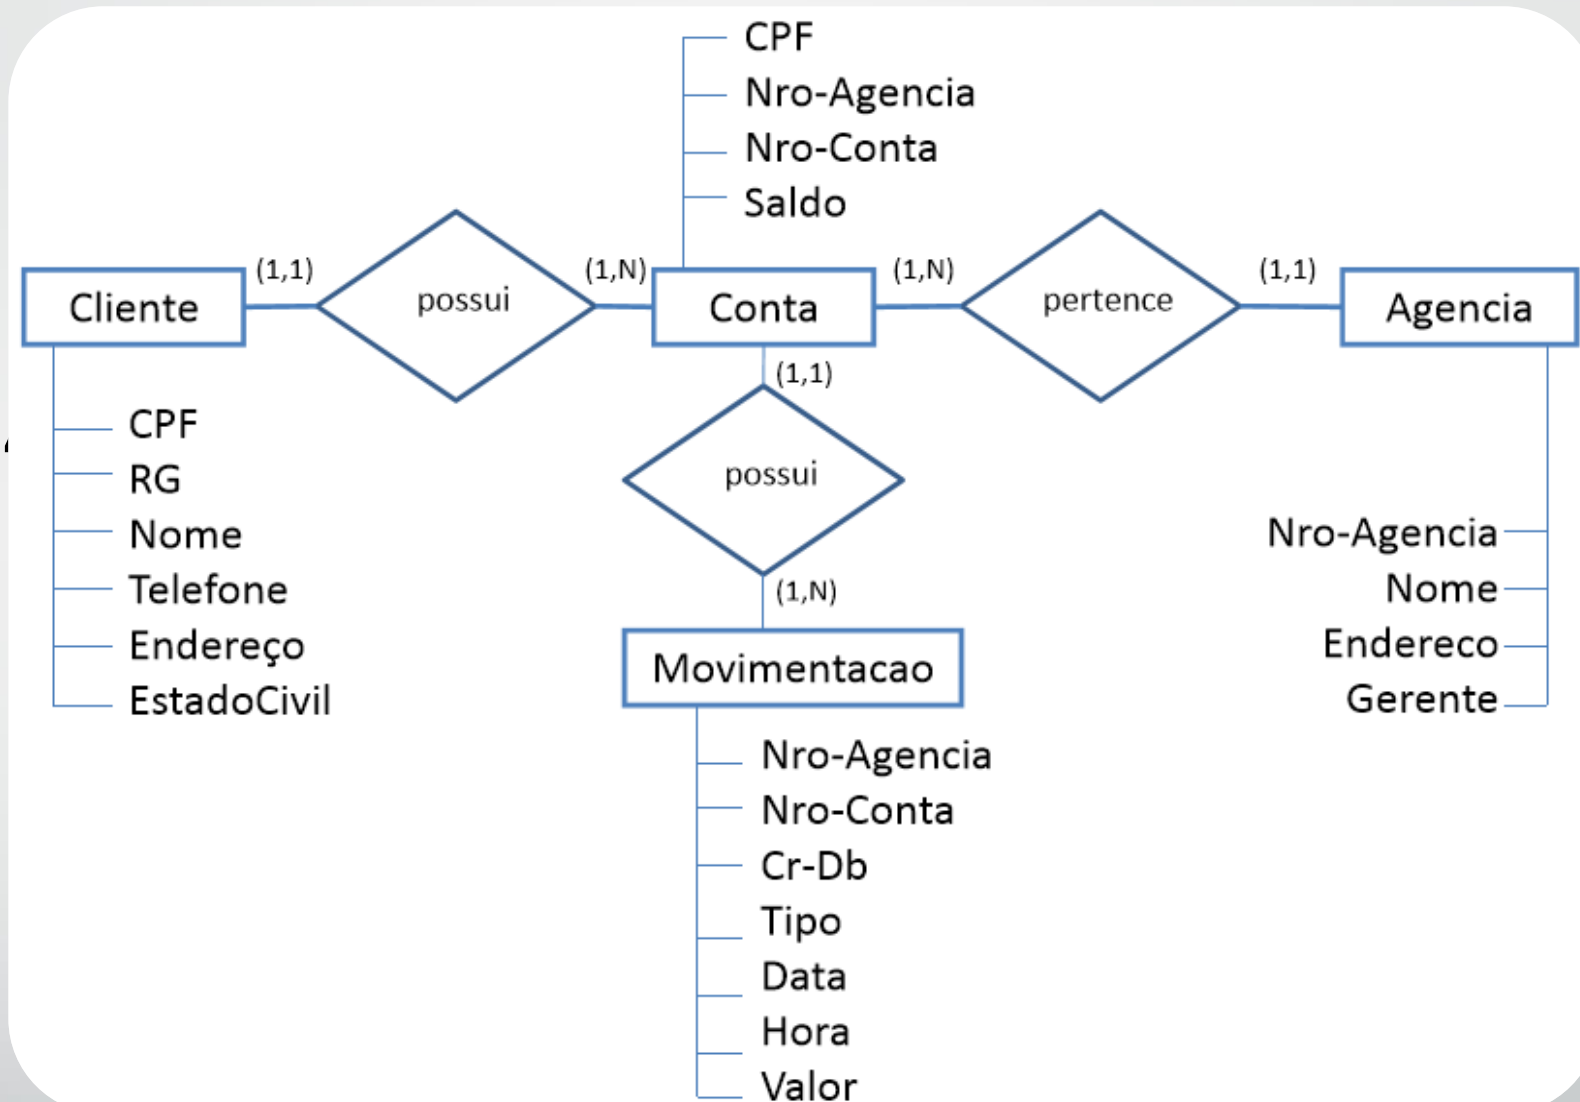 CPF
Nro-Agencia
Nro-Conta
Saldo
(1,1)
(1,N)
(1,N)
(1,1)
Cliente
possui
Conta
pertence
Agencia
(1,1)
CPF
RG
Nome
Telefone
Endereço
EstadoCivil
possui
(1,N)
Nro-Agencia
Nome
Endereco
Gerente
Movimentacao
Nro-Agencia
Nro-Conta
Cr-Db
Tipo
Data
Hora
Valor